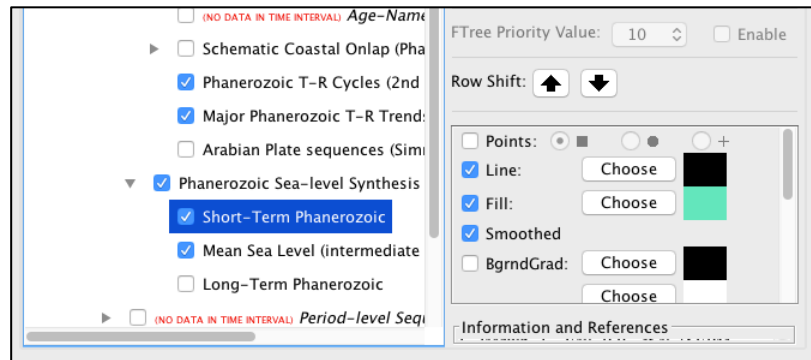 (NO DATA IN TIME INTERVAL) Age-Name
Schematic Coastal Onlap (Pha
Phanerozoic T-R Cycles (2nd
Major Phanerozoic T-R Trends
Arabian Plate sequences (Sim
Phanerozoic Sea-level Synthesis
Short-Term Phanerozoic
Mean Sea Level (intermediate
Long-Term Phanerozoic
(NO DATA IN TIME INTERVAL) Period-level Sequ
FTree Priority Value: 10 Enable
Row Shift:
Points:
Line: Choose
Fill: Choose
Smoothed
BgrndGrad: Choose
Choose
Information and References